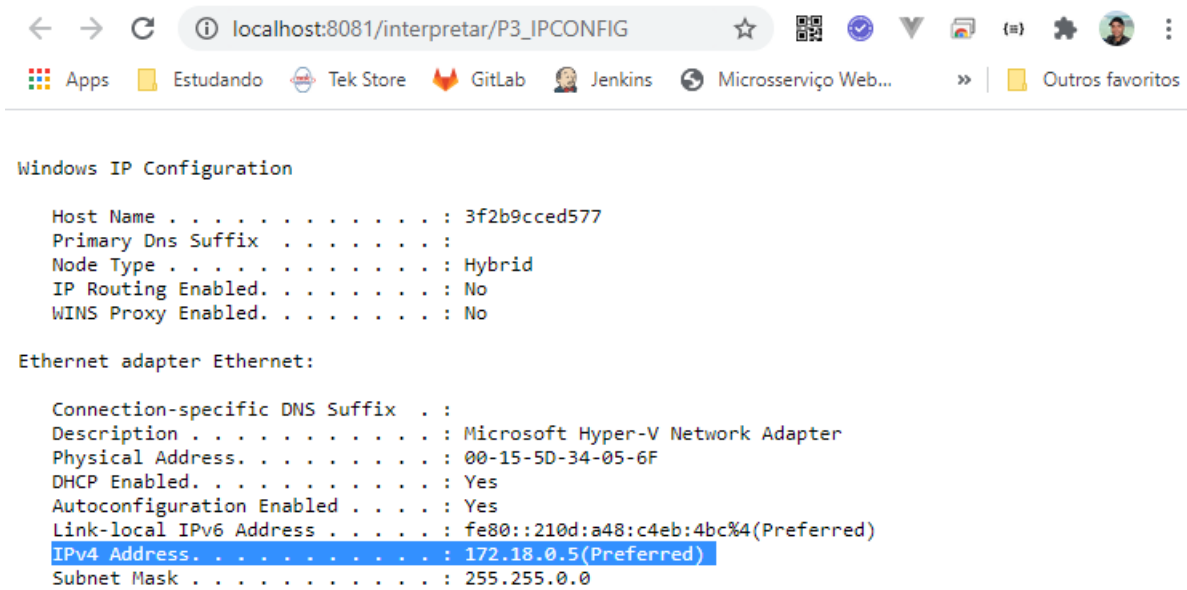 localhost:8081/interpretar/P3_IPCONFIG
Apps Estudando Tek Store GitLab Jenkins Microsserviço Web... » Outros favoritos
Windows IP Configuration
Host Name . . . . . . . . . . . . : 3f2b9cced577
Primary Dns Suffix  . . . . . . . :
Node Type . . . . . . . . . . . . : Hybrid
IP Routing Enabled. . . . . . . . : No
WINS Proxy Enabled. . . . . . . . : No
Ethernet adapter Ethernet:
Connection-specific DNS Suffix  . :
Description . . . . . . . . . . . : Microsoft Hyper-V Network Adapter
Physical Address. . . . . . . . . : 00-15-5D-34-05-6F
DHCP Enabled. . . . . . . . . . . : Yes
Autoconfiguration Enabled . . . . : Yes
Link-local IPv6 Address . . . . . : fe80::210d:a48:c4eb:4bc%4(Preferred)
IPv4 Address. . . . . . . . . . . : 172.18.0.5(Preferred)
Subnet Mask . . . . . . . . . . . : 255.255.0.0